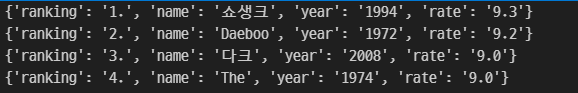 {'ranking': '1.', 'name': '쇼생크', 'year': '1994', 'rate': '9.3'}
{'ranking': '2.', 'name': 'Daeboo', 'year': '1972', 'rate': '9.2'}
{'ranking': '3.', 'name': '다크', 'year': '2008', 'rate': '9.0'}
{'ranking': '4.', 'name': 'The', 'year': '1974', 'rate': '9.0'}